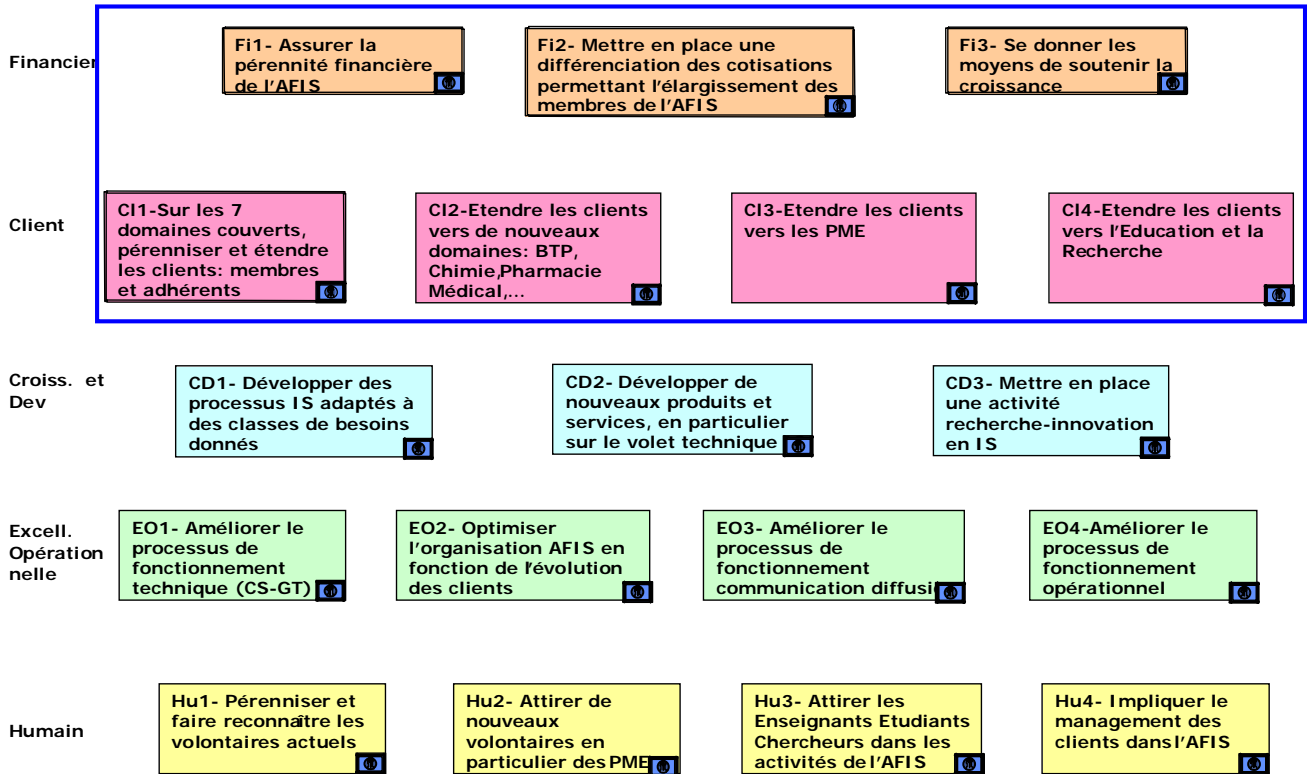 Financier
Fi1- Assurer la
pérennité financière
de l'AFIS
Fi2- Mettre en place une
différenciation des cotisations
permettant l'élargissement des
membres de l'AFIS
Fi3- Se donner les
moyens de soutenir la
croissance
Client
Cl1-Sur les 7
domaines couverts,
pérenniser et étendre
les clients: membres
et adhérents
Cl2-Etendre les clients
vers de nouveaux
domaines: BTP,
Chimie,Pharmacie
Médical,...
Cl3-Etendre les clients
vers les PME
Cl4-Etendre les clients
vers l'Education et la
Recherche
Croiss. et
Dev
CD1- Développer des
processus IS adaptés à
des classes de besoins
donnés
CD2- Développer de
nouveaux produits et
services, en particulier
sur le volet technique
CD3- Mettre en place
une activité
recherche-innovation
en IS
Excell.
Opération
nelle
EO1- Améliorer le
processus de
fonctionnement
technique (CS-GT)
EO2- Optimiser
l'organisation AFIS en
fonction de l'évolution
des clients
EO3- Améliorer le
processus de
fonctionnement
communication diffusi
EO4-Améliorer le
processus de
fonctionnement
opérationnel
Humain
Hu1- Pérenniser et
faire reconnaître les
volontaires actuels
Hu2- Attirer de
nouveaux
volontaires en
particulier des PME
Hu3- Attirer les
Enseignants Etudiants
Chercheurs dans les
activités de l'AFIS
Hu4- Impliquer le
management des
clients dans l'AFIS